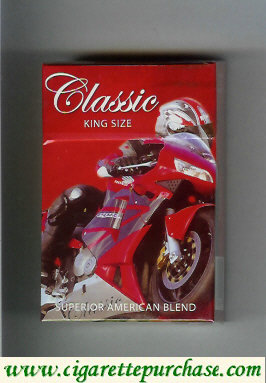 Classic
KING SIZE
SUPERIOR AMERICAN BLEND
www.cigarettepurchase.com